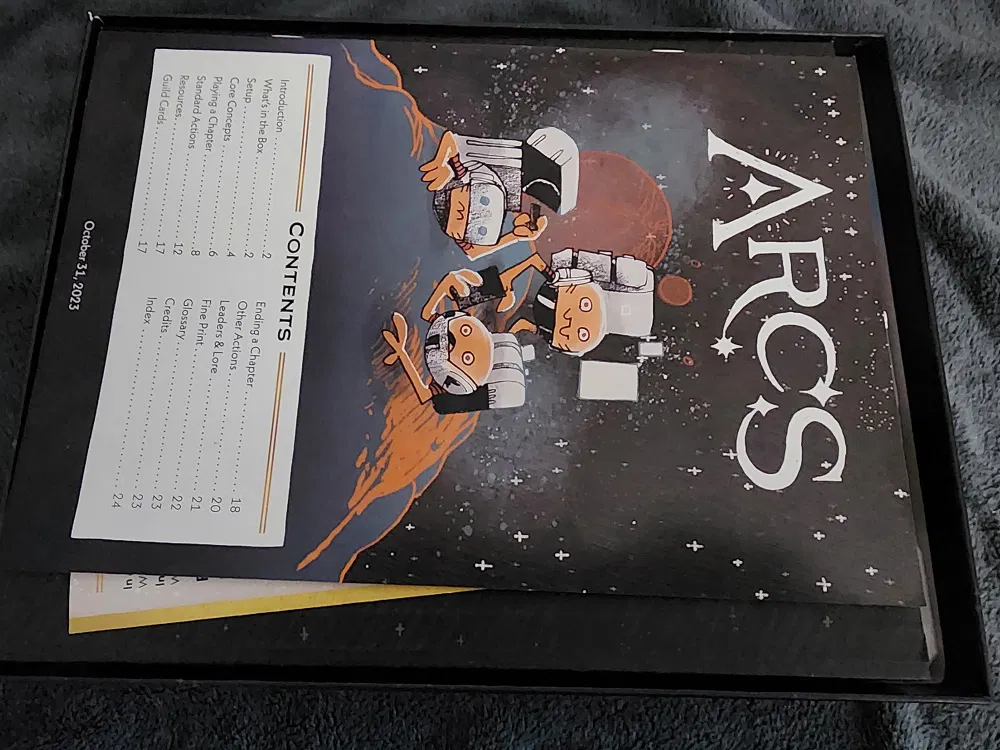 ARCS
CONTENTS
Introduction 2
What's in the Box 2
Setup 4
Core Concepts 6
Playing a Chapter 8
Standard Actions 12
Resources 17
Guild Cards 17
Ending a Chapter 18
Other Actions 20
Leaders & Lore 21
Fine Print 22
Glossary 23
Credits 23
Index 24
October 31, 2023